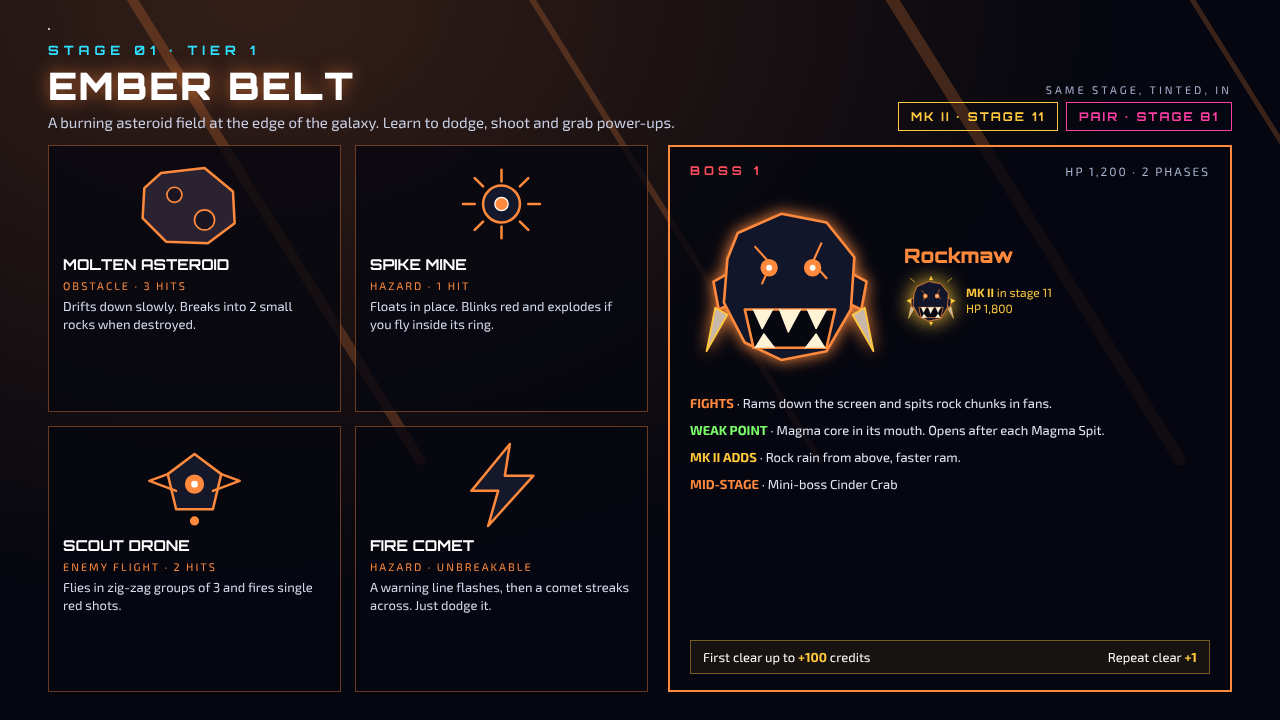 .
STAGE 01 · TIER 1
EMBER BELT
A burning asteroid field at the edge of the galaxy. Learn to dodge, shoot and grab power-ups.
SAME STAGE, TINTED, IN
MK II · STAGE 11
PAIR · STAGE 81
MOLTEN ASTEROID
OBSTACLE · 3 HITS
Drifts down slowly. Breaks into 2 small
rocks when destroyed.
SPIKE MINE
HAZARD · 1 HIT
Floats in place. Blinks red and explodes if
you fly inside its ring.
SCOUT DRONE
ENEMY FLIGHT · 2 HITS
Flies in zig-zag groups of 3 and fires single
red shots.
FIRE COMET
HAZARD · UNBREAKABLE
A warning line flashes, then a comet streaks
across. Just dodge it.
BOSS 1
HP 1,200 · 2 PHASES
Rockmaw
MK II in stage 11
HP 1,800
FIGHTS · Rams down the screen and spits rock chunks in fans.
WEAK POINT · Magma core in its mouth. Opens after each Magma Spit.
MK II ADDS · Rock rain from above, faster ram.
MID-STAGE · Mini-boss Cinder Crab
First clear up to +100 credits
Repeat clear +1